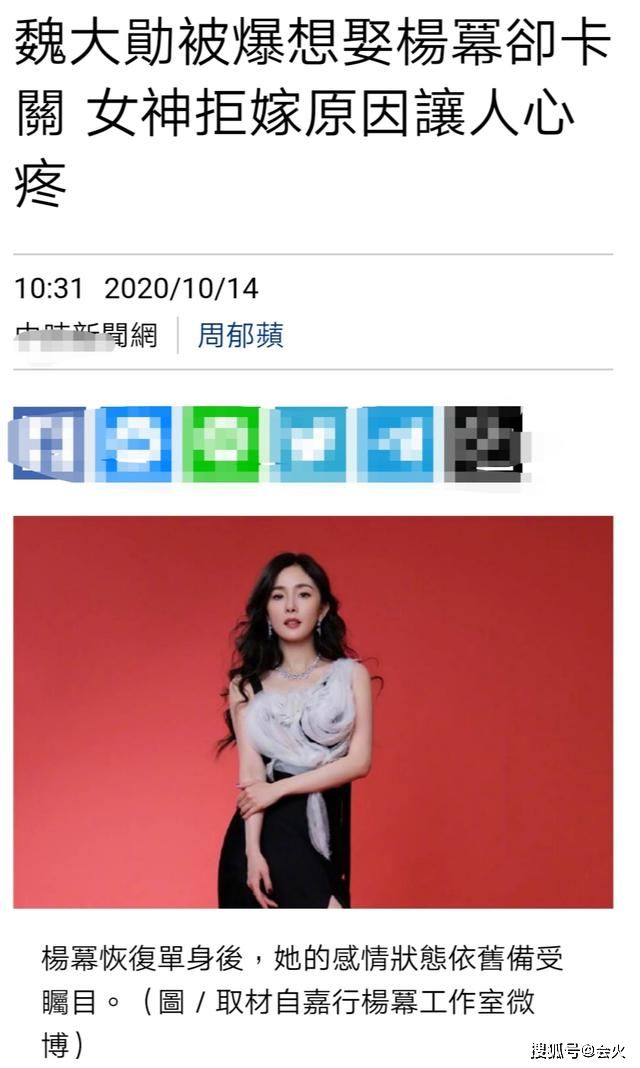 魏大勛被爆想娶楊冪卻卡
關 女神拒嫁原因讓人心
疼
10:31 2020/10/14
聞網 周郁蘋
楊冪恢復單身後，她的感情狀態依舊備受
矚目。（圖 / 取材自嘉行楊冪工作室微
博）
搜狐号@会火